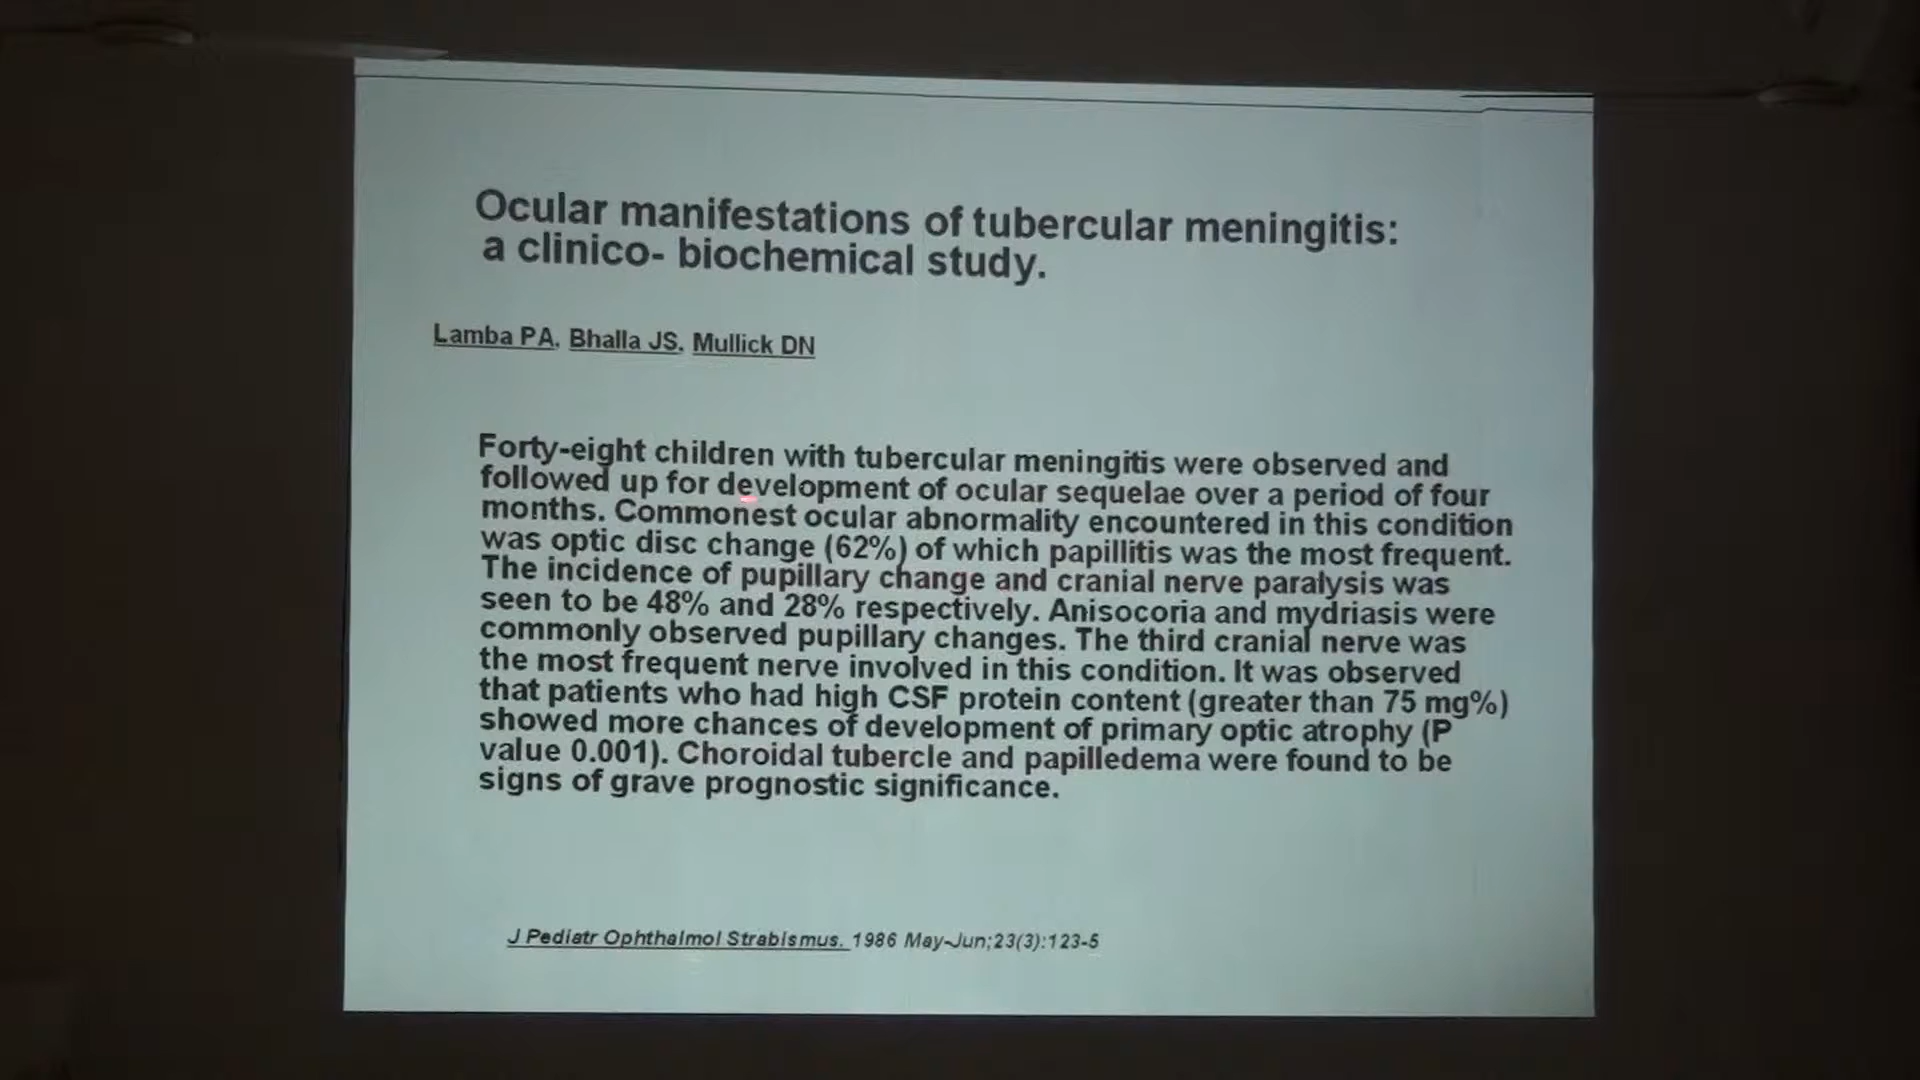 Ocular manifestations of tubercular meningitis:
a clinico- biochemical study.
Lamba PA, Bhalla JS, Mullick DN
Forty-eight children with tubercular meningitis were observed and
followed up for development of ocular sequelae over a period of four
months. Commonest ocular abnormality encountered in this condition
was optic disc change (62%) of which papillitis was the most frequent.
The incidence of pupillary change and cranial nerve paralysis was
seen to be 48% and 28% respectively. Anisocoria and mydriasis were
commonly observed pupillary changes. The third cranial nerve was
the most frequent nerve involved in this condition. It was observed
that patients who had high CSF protein content (greater than 75 mg%)
showed more chances of development of primary optic atrophy (P
value 0.001). Choroidal tubercle and papilledema were found to be
signs of grave prognostic significance.
J Pediatr Ophthalmol Strabismus. 1986 May-Jun;23(3):123-5